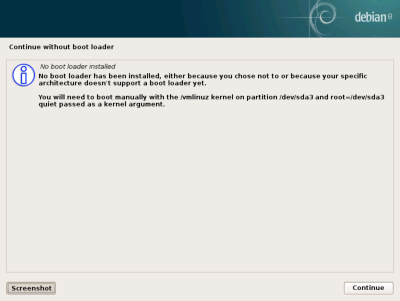 debian 8
Continue without boot loader
No boot loader installed
No boot loader has been installed, either because you chose not to or because your specific
architecture doesn't support a boot loader yet.
You will need to boot manually with the /vmlinuz kernel on partition /dev/sda3 and root=/dev/sda3
quiet passed as a kernel argument.
Screenshot
Continue